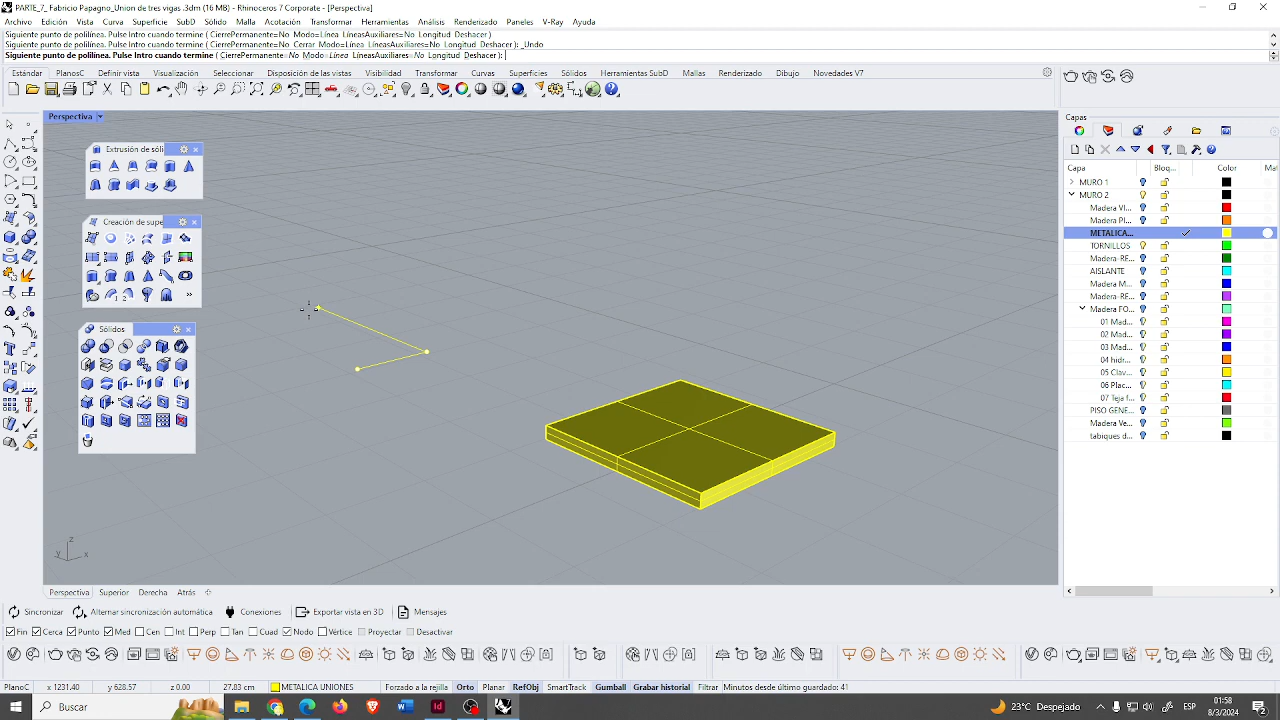 PARTE_7_ Fabricio Papagno_Union de tres vigas .3dm (16 MB) - Rhinoceros 7 Corporate - [Perspectiva]
Archivo Edición Vista Curva Superficie SubD Sólido Malla Acotación Transformar Herramientas Análisis Renderizado Paneles V-Ray Ayuda
Siguiente punto de polilínea. Pulse Intro cuando termine ( CierrePermanente=No Modo=Línea LíneasAuxiliares=No Longitud Deshacer )
Siguiente punto de polilínea. Pulse Intro cuando termine ( CierrePermanente=No Cerrar Modo=Línea LíneasAuxiliares=No Longitud Deshacer ): _Undo
Siguiente punto de polilínea. Pulse Intro cuando termine ( CierrePermanente=No Modo=Línea LíneasAuxiliares=No Longitud Deshacer ):
Estándar PlanosC Definir vista Visualización Seleccionar Disposición de las vistas Visibilidad Transformar Curvas Superficies Sólidos Herramientas SubD Mallas Renderizado Dibujo Novedades V7
Perspectiva
Extrusión de sóli
Creación de supe
Sólidos
Capas
Capa Bloq... Color Mat
MURO 1
MURO 2
Madera VI...
Madera PI...
METALICA...
TORNILLOS
Madera-RE...
AISLANTE
Madera M...
Madera-RE...
Madera FO...
01 Mad...
02 Mad...
03 Mad...
04 hidr...
05 Clav...
06 Plac...
07 Teja f...
PISO GENE...
Madera Ve...
tabiques d...
z
y x
Perspectiva Superior Derecha Atrás
Sincronizar Alternar sincronización automática Conexiones Exportar vista en 3D Mensajes
Fin Cerca Punto Med Cen Int Perp Tan Cuad Nodo Vértice Proyectar Desactivar
PlanoC x 1231.40 y 628.57 z 0.00 27.83 cm METALICA UNIONES Forzado a la rejilla Orto Planar RefObj SmartTrack Gumball Grabar historial Filtrar Minutos desde último guardado: 41
Buscar
23°C Despejado ESP 01:58
8/3/2024